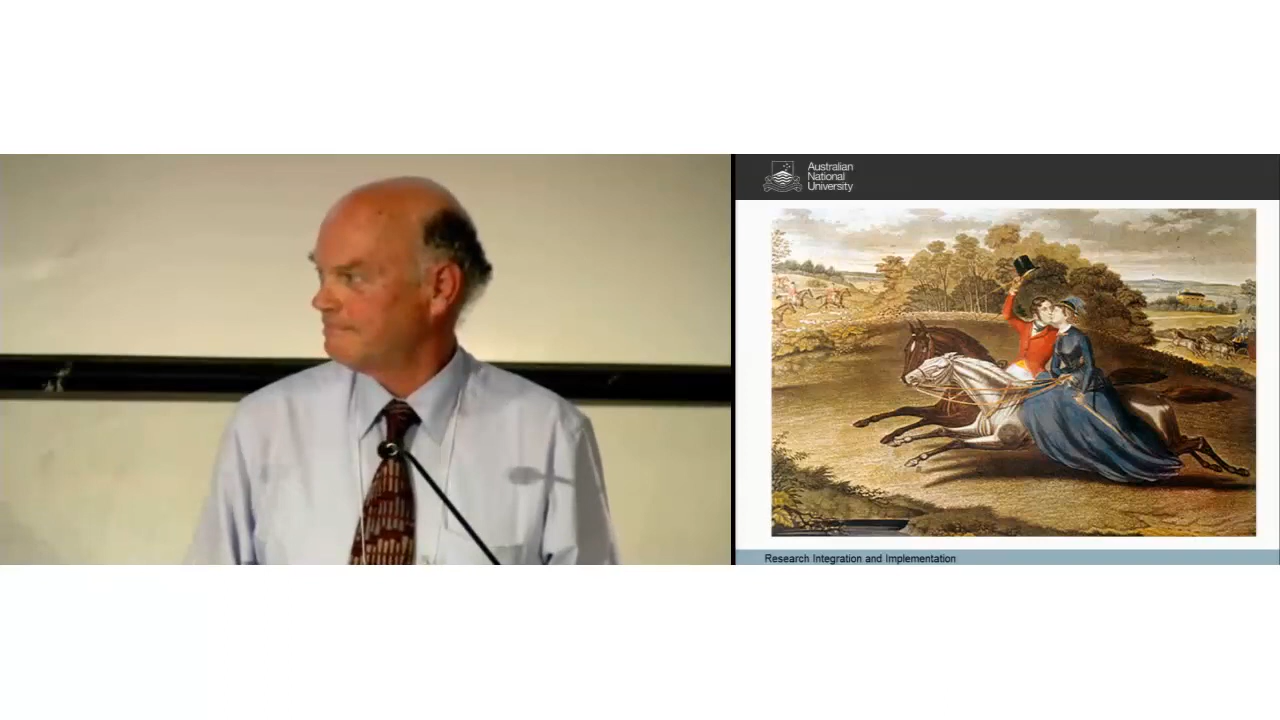 Australian
National
University
Research Integration and Implementation